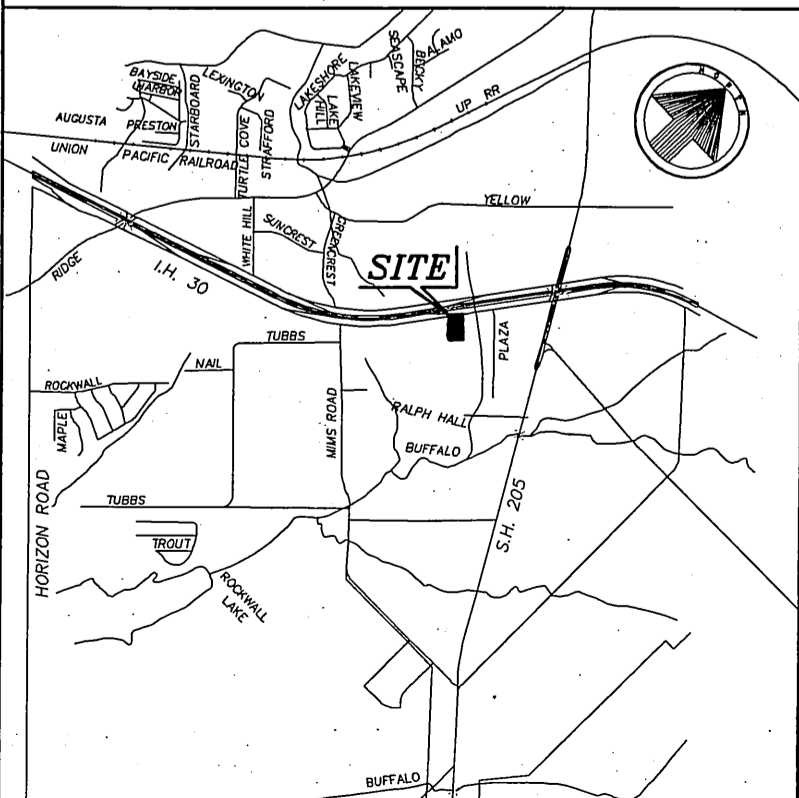 BAYSIDE
HARBOR
LEXINGTON
STARBOARD
AUGUSTA
PRESTON
UNION PACIFIC RAILROAD
TURTLE COVE
STRAFFORD
LAKESHORE
LAKE HILL
LAKEVIEW
SEASCAPE
BECKY
ALAMO
UP RR
NORTH
YELLOW
WHITE HILL
SUNCREST
GREENCREST
RIDGE
I.H. 30
SITE
TUBBS
PLAZA
NAIL
ROCKWALL
MAPLE
MIMS ROAD
RALPH HALL
BUFFALO
HORIZON ROAD
TUBBS
TROUT
S.H. 205
ROCKWALL
LAKE
BUFFALO